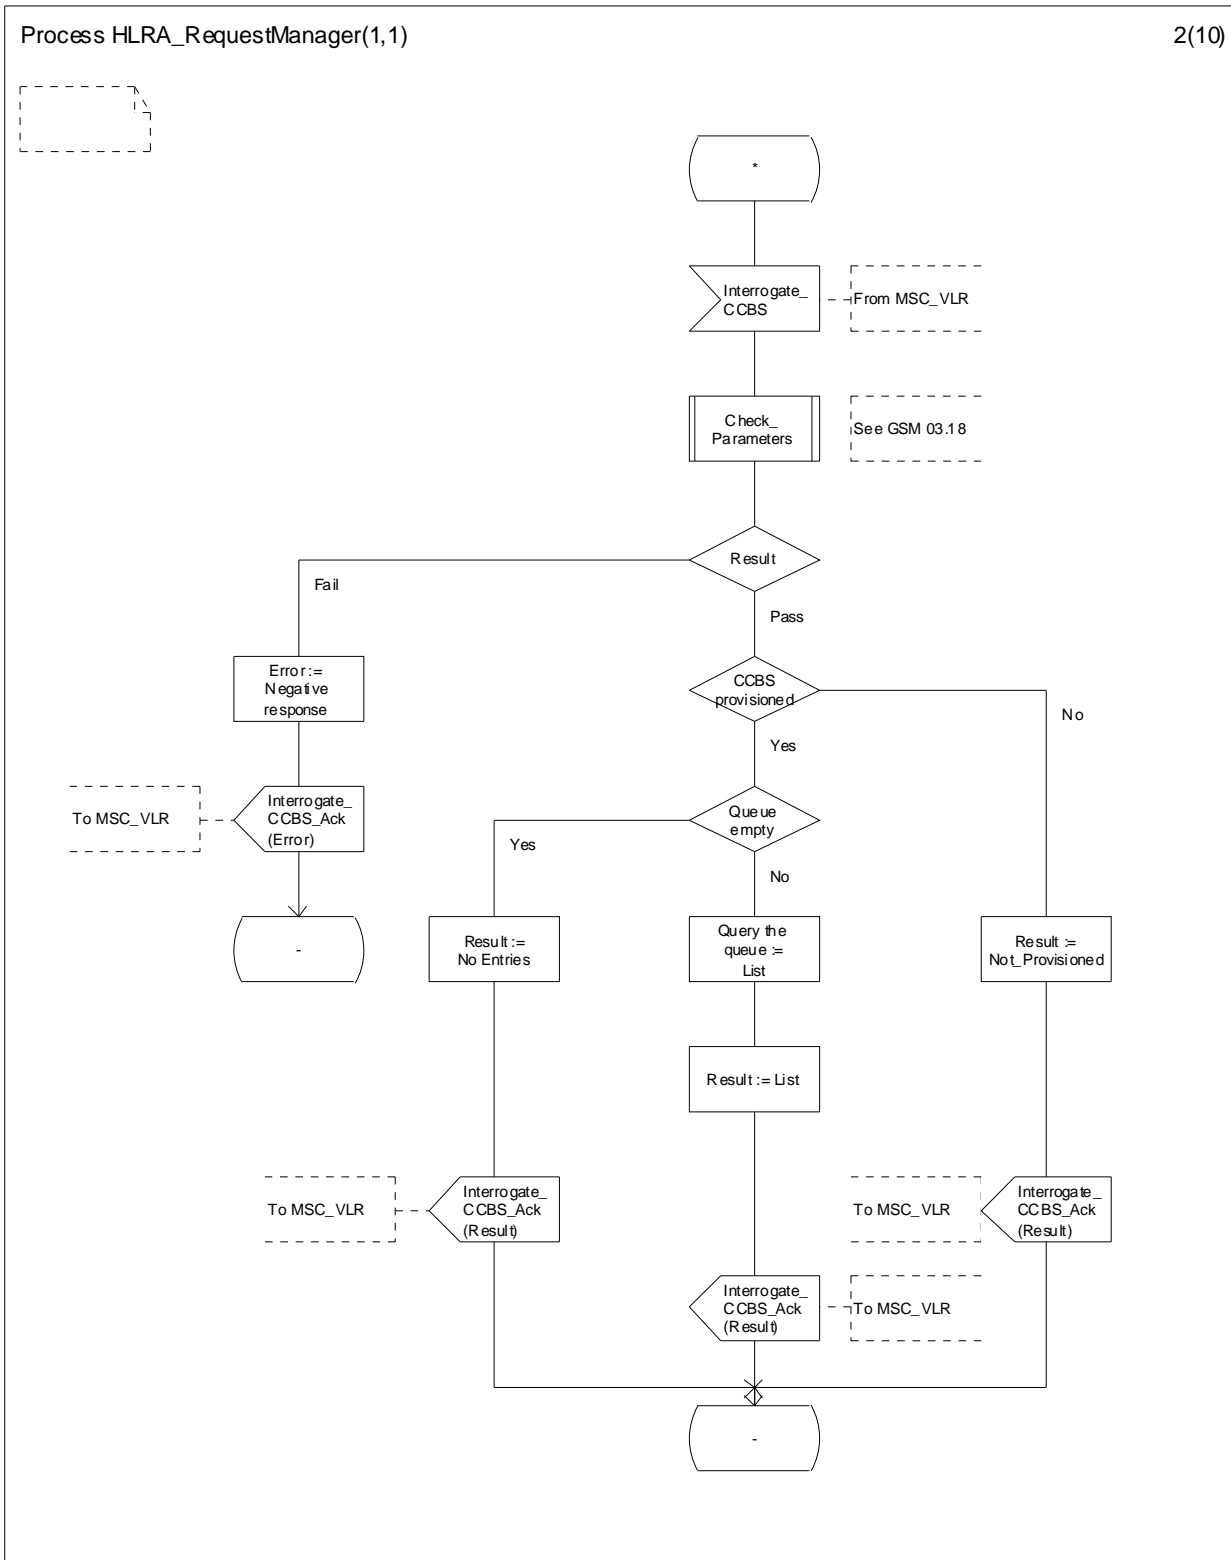 Process HLRA_RequestManager(1,1)
2(10)
*
Interrogate_
CCBS
From MSC_VLR
Check_
Parameters
See GSM 03.18
Result
Fail
Pass
Error :=
Negative
response
CCBS
provisioned
No
Yes
To MSC_VLR
Interrogate_
CCBS_Ack
(Error)
Queue
empty
Yes
No
-
Result :=
No Entries
Query the
queue :=
List
Result :=
Not_Provisioned
Result := List
To MSC_VLR
Interrogate_
CCBS_Ack
(Result)
To MSC_VLR
Interrogate_
CCBS_Ack
(Result)
Interrogate_
CCBS_Ack
(Result)
To MSC_VLR
-